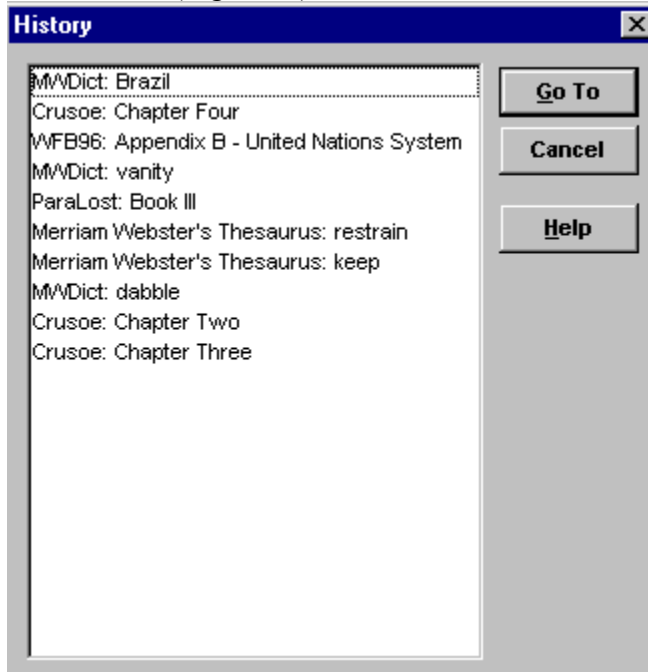 History
MWDict: Brazil
Crusoe: Chapter Four
WFB96: Appendix B - United Nations System
MWDict: vanity
ParaLost: Book III
Merriam Webster's Thesaurus: restrain
Merriam Webster's Thesaurus: keep
MWDict: dabble
Crusoe: Chapter Two
Crusoe: Chapter Three
Go To
Cancel
Help